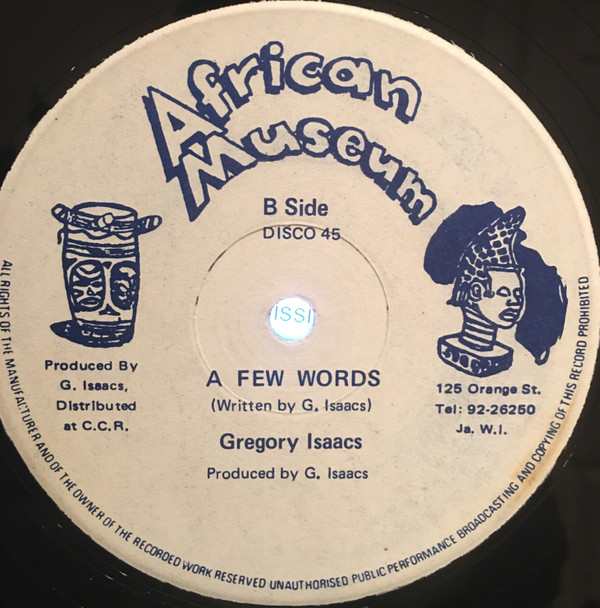 African
Museum
B Side
DISCO 45
ISSI
Produced By
G. Isaacs,
Distributed
at C.C.R.
A FEW WORDS
(Written by G. Isaacs)
Gregory Isaacs
Produced by G. Isaacs
125 Orange St.
Tel: 92-26250
Ja. W.I.
ALL RIGHTS OF THE MANUFACTURER AND OF THE OWNER OF THE RECORDED WORK RESERVED UNAUTHORISED PUBLIC PERFORMANCE BROADCASTING AND COPYING OF THIS RECORD PROHIBITED